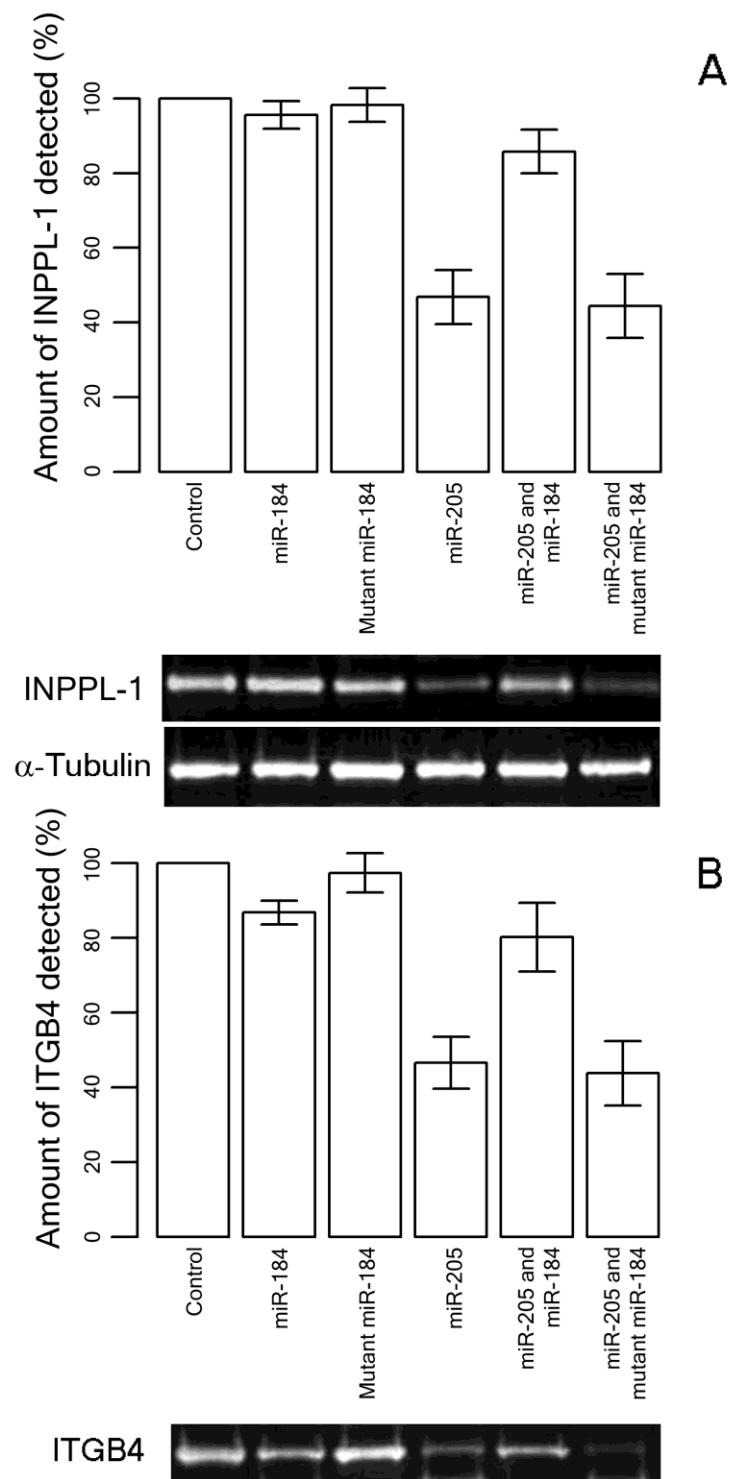 A
Amount of INPPL-1 detected (%)
100
80
60
40
20
0
Control
miR-184
Mutant miR-184
miR-205
miR-205 and
miR-184
miR-205 and
mutant miR-184
INPPL-1
α-Tubulin
B
Amount of ITGB4 detected (%)
100
80
60
40
20
0
Control
miR-184
Mutant miR-184
miR-205
miR-205 and
miR-184
miR-205 and
mutant miR-184
ITGB4